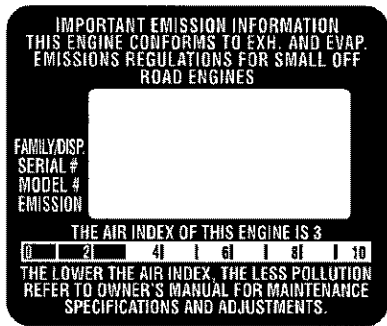 IMPORTANT EMISSION INFORMATION
THIS ENGINE CONFORMS TO EXH. AND EVAP.
EMISSIONS REGULATIONS FOR SMALL OFF
ROAD ENGINES
FAMILY/DISP.
SERIAL #
MODEL #
EMISSION
THE AIR INDEX OF THIS ENGINE IS 3
0 2 4 6 8 10
THE LOWER THE AIR INDEX, THE LESS POLLUTION
REFER TO OWNER'S MANUAL FOR MAINTENANCE
SPECIFICATIONS AND ADJUSTMENTS.